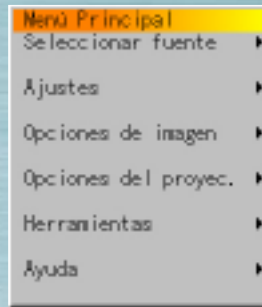 Menú Principal
Seleccionar fuente
Ajustes
Opciones de imagen
Opciones del proyec.
Herramientas
Ayuda